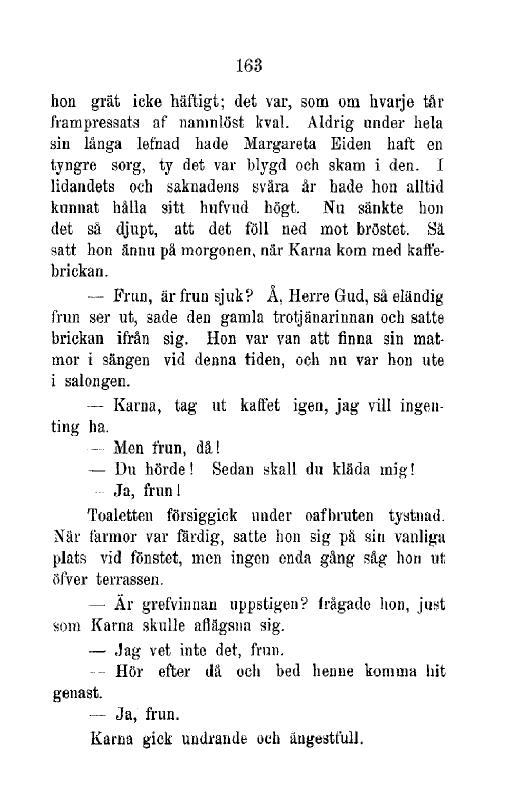 163
hon grät icke häftigt; det var, som om hvarje tår
frampressats af namnlöst kval. Aldrig under hela
sin långa lefnad hade Margareta Eiden haft en
tyngre sorg, ty det var blygd och skam i den. I
lidandets och saknadens svåra år hade hon alltid
kunnat hålla sitt hufvud högt. Nu sänkte hon
det så djupt, att det föll ned mot bröstet. Så
satt hon ännu på morgonen, när Karna kom med kaffe-
brickan.
— Frun, är frun sjuk? Å, Herre Gud, så eländig
frun ser ut, sade den gamla trotjänarinnan och satte
brickan ifrån sig. Hon var van att finna sin mat-
mor i sängen vid denna tiden, och nu var hon ute
i salongen.
— Karna, tag ut kaffet igen, jag vill ingen-
ting ha.
— Men frun, då!
— Du hörde! Sedan skall du kläda mig!
— Ja, frun!
Toaletten försiggick under oafbruten tystnad.
När farmor var färdig, satte hon sig på sin vanliga
plats vid fönstet, men ingen enda gång såg hon ut
öfver terrassen.
— Är grefvinnan uppstigen? frågade hon, just
som Karna skulle aflägsna sig.
— Jag vet inte det, frun.
— Hör efter då och bed henne komma hit
genast.
— Ja, frun.
Karna gick undrande och ängestfull.